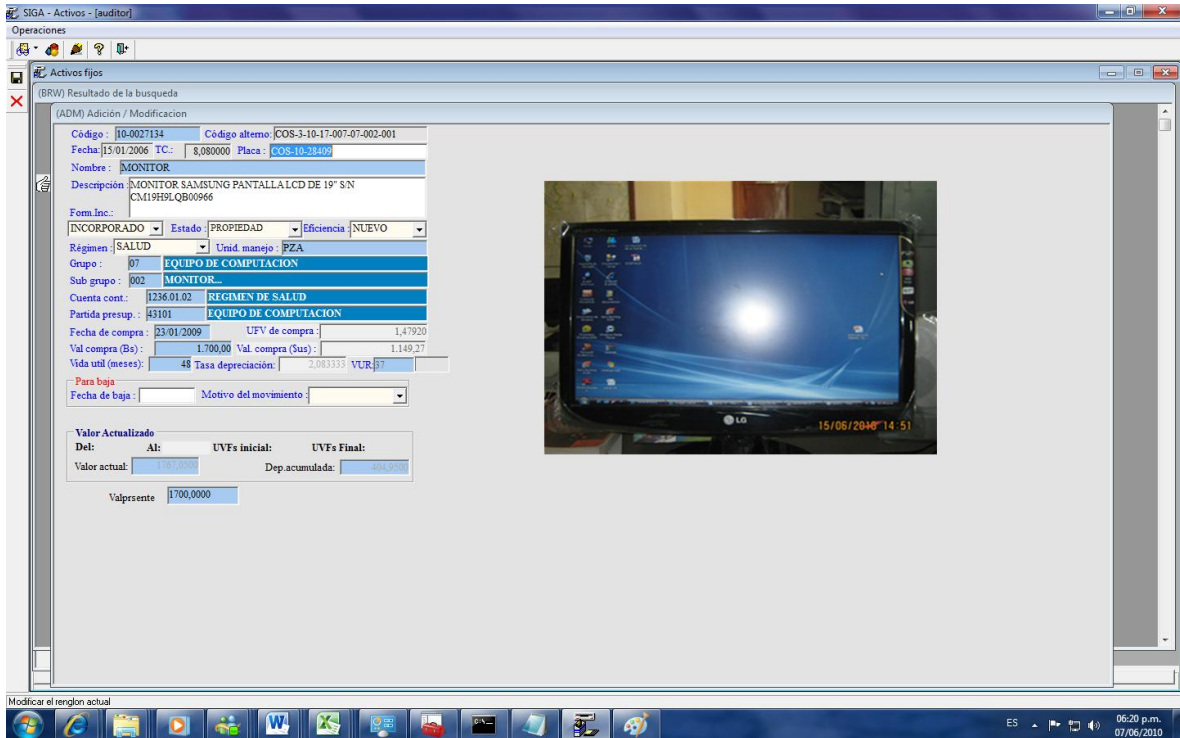 SIGA - Activos - [auditor]
Operaciones
Activos fijos
(BRW) Resultado de la busqueda
(ADM) Adición / Modificacion
Código : 10-0027134 Código alterno: COS-3-10-17-007-07-002-001
Fecha: 15/01/2006 TC.: 8,080000 Placa : COS-10-28409
Nombre : MONITOR
Descripción : MONITOR SAMSUNG PANTALLA LCD DE 19" S/N
CM19H9LQB00966
Form.Inc.:
INCORPORADO Estado : PROPIEDAD Eficiencia : NUEVO
Régimen : SALUD Unid. manejo : PZA
Grupo : 07 EQUIPO DE COMPUTACION
Sub grupo : 002 MONITOR...
Cuenta cont.: 1236.01.02 REGIMEN DE SALUD
Partida presup. : 43101 EQUIPO DE COMPUTACION
Fecha de compra : 23/01/2009 UFV de compra : 1,47920
Val compra (Bs) : 1.700,00 Val. compra ($us) : 1.149,27
Vida util (meses): 48 Tasa depreciación: 2,083333 VUR: 37
Para baja
Fecha de baja : Motivo del movimiento :
Valor Actualizado
Del: Al: UVFs inicial: UVFs Final:
Valor actual: 1767,0500 Dep.acumulada: 404,9500
Valprsente 1700,0000
LG
15/06/2010 14:51
Modificar el renglon actual
ES 06:20 p.m.
07/06/2010